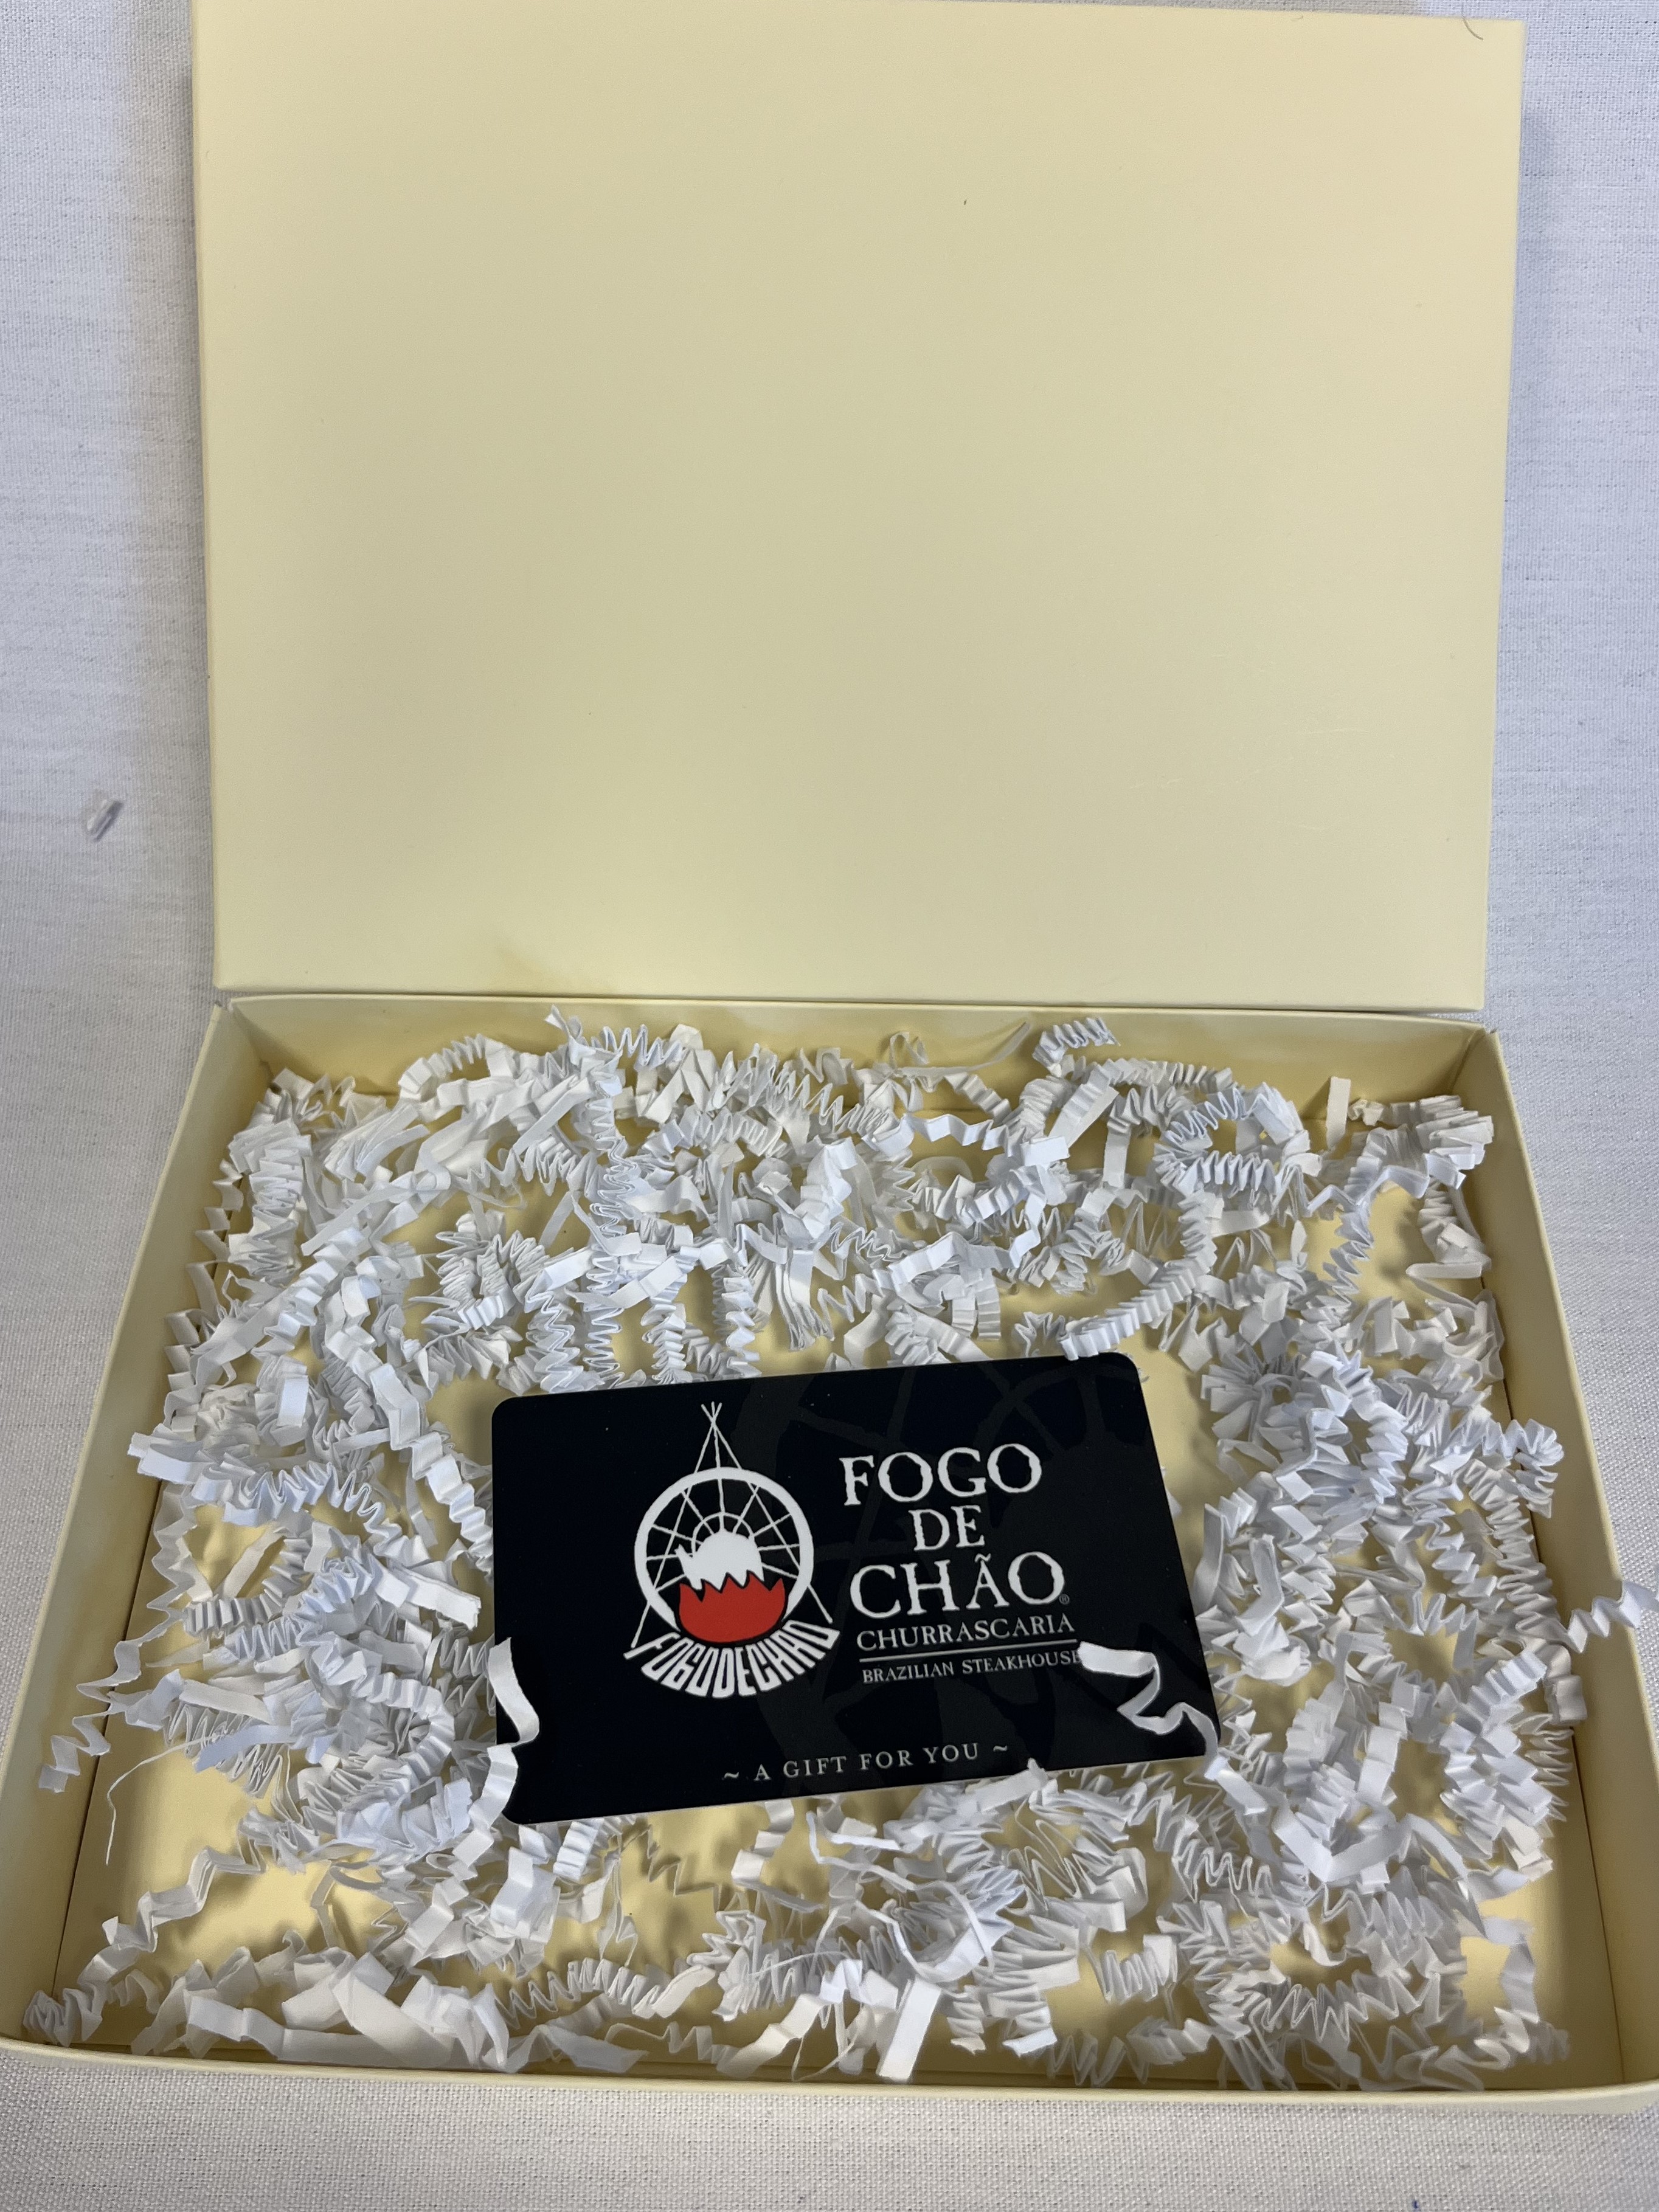 FOGODECHÃO
FOGO
DE
CHÃO®
CHURRASCARIA
BRAZILIAN STEAKHOUSE
~ A GIFT FOR YOU ~